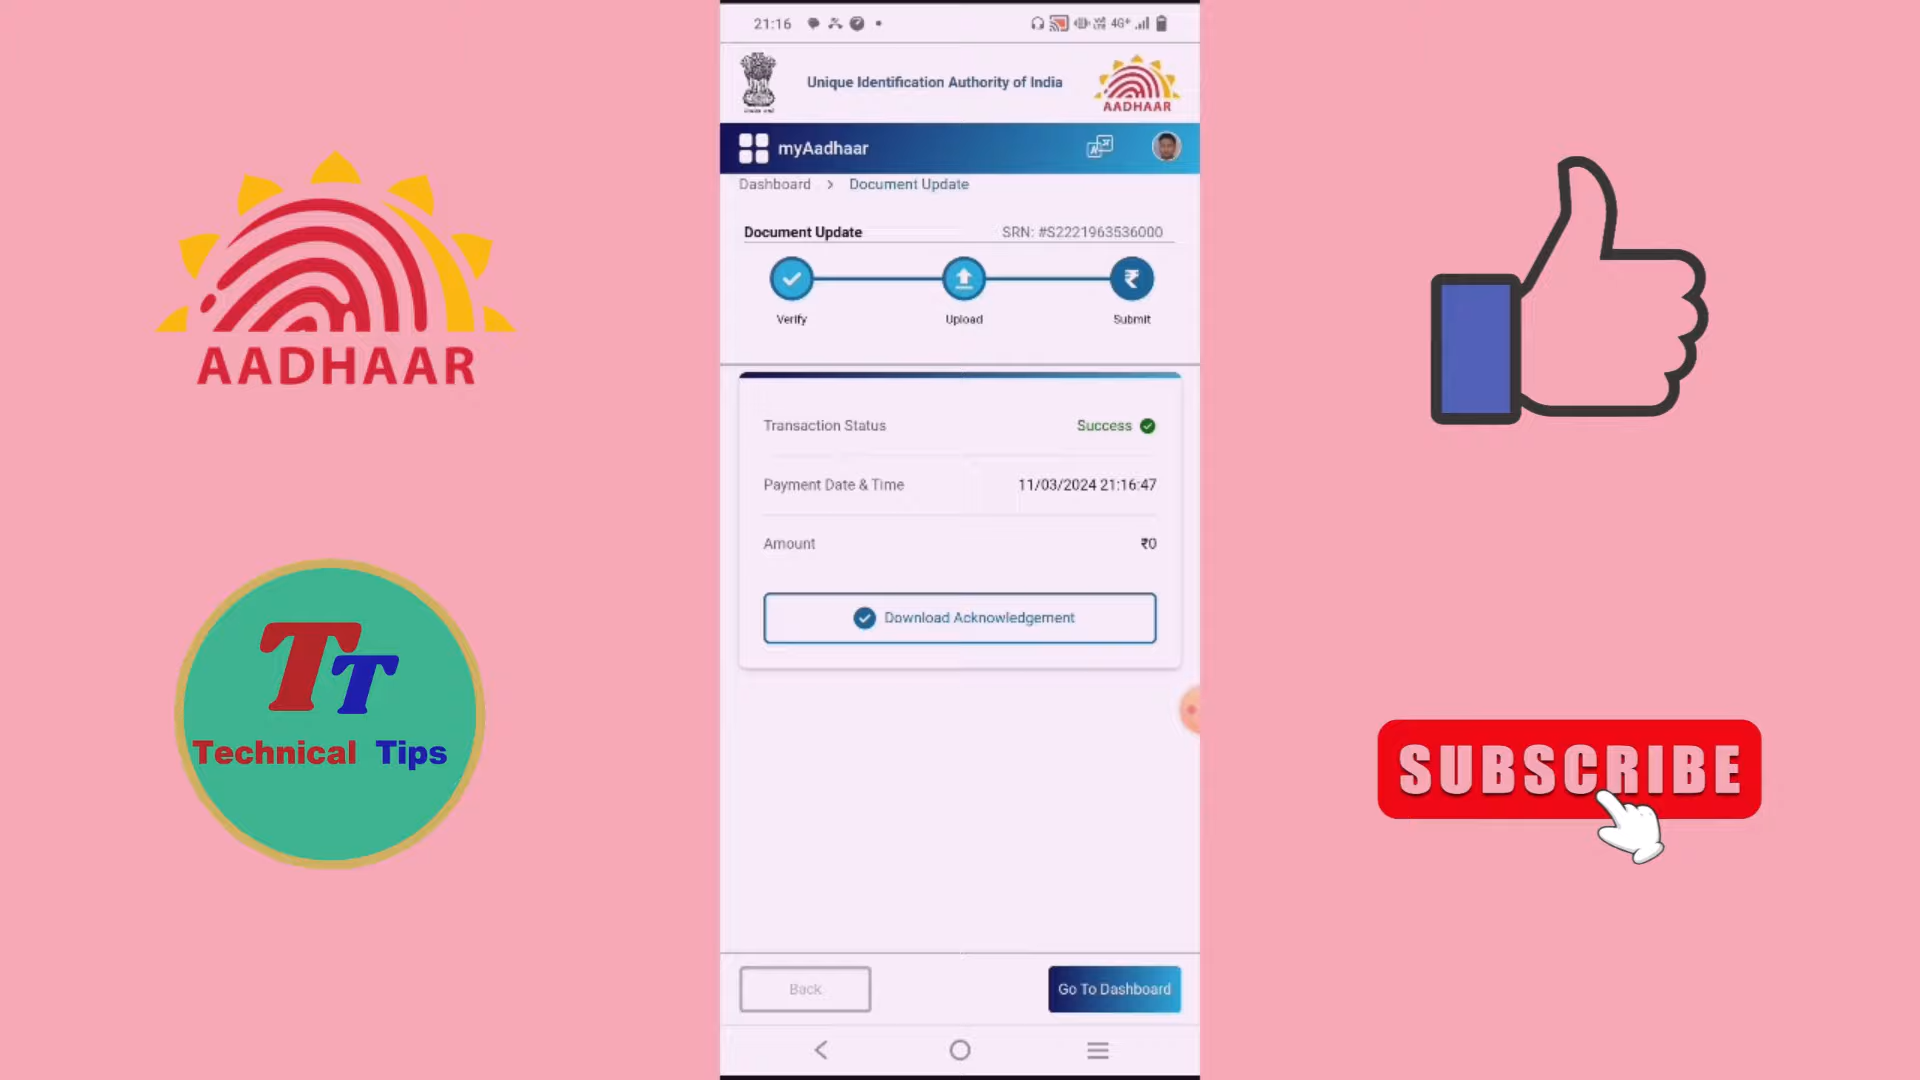 21:16
4G+
Unique Identification Authority of India
AADHAAR
myAadhaar
Dashboard > Document Update
Document Update SRN: #S2221963536000
Verify Upload Submit
Transaction Status Success
Payment Date & Time 11/03/2024 21:16:47
Amount ₹0
Download Acknowledgement
Back Go To Dashboard
AADHAAR
TT
Technical Tips
SUBSCRIBE